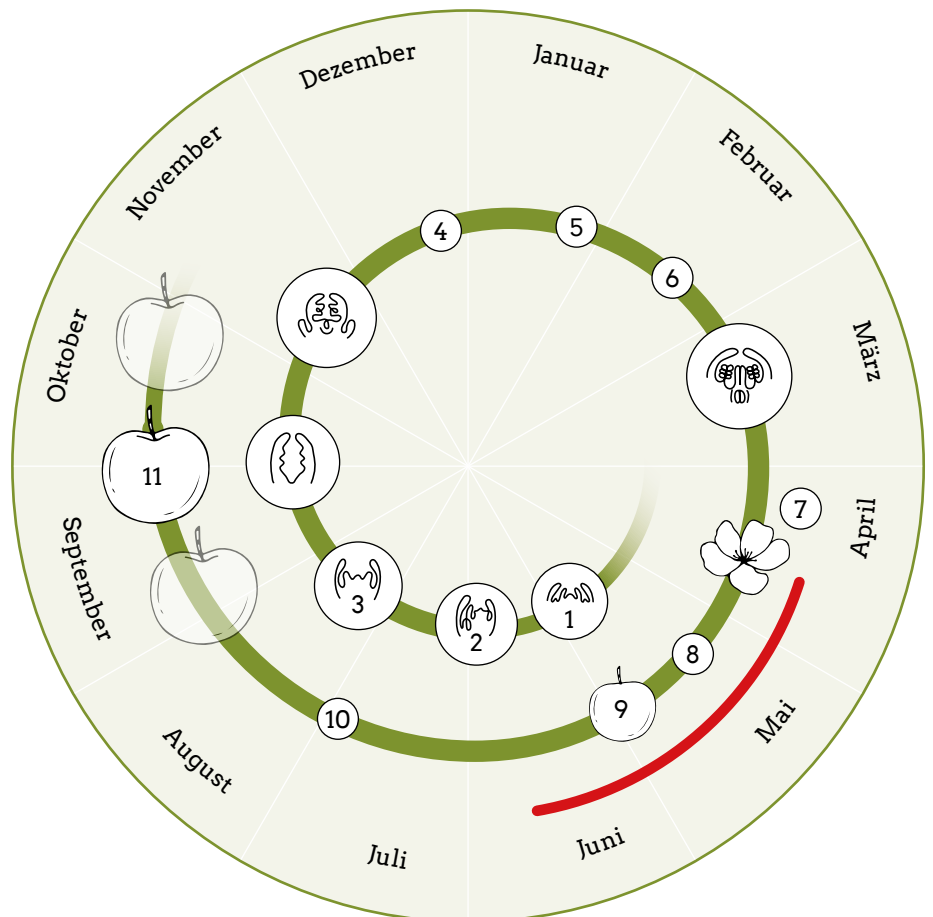 Januar
Februar
März
April
Mai
Juni
Juli
August
September
Oktober
November
Dezember
1
2
3
4
5
6
7
8
9
10
11